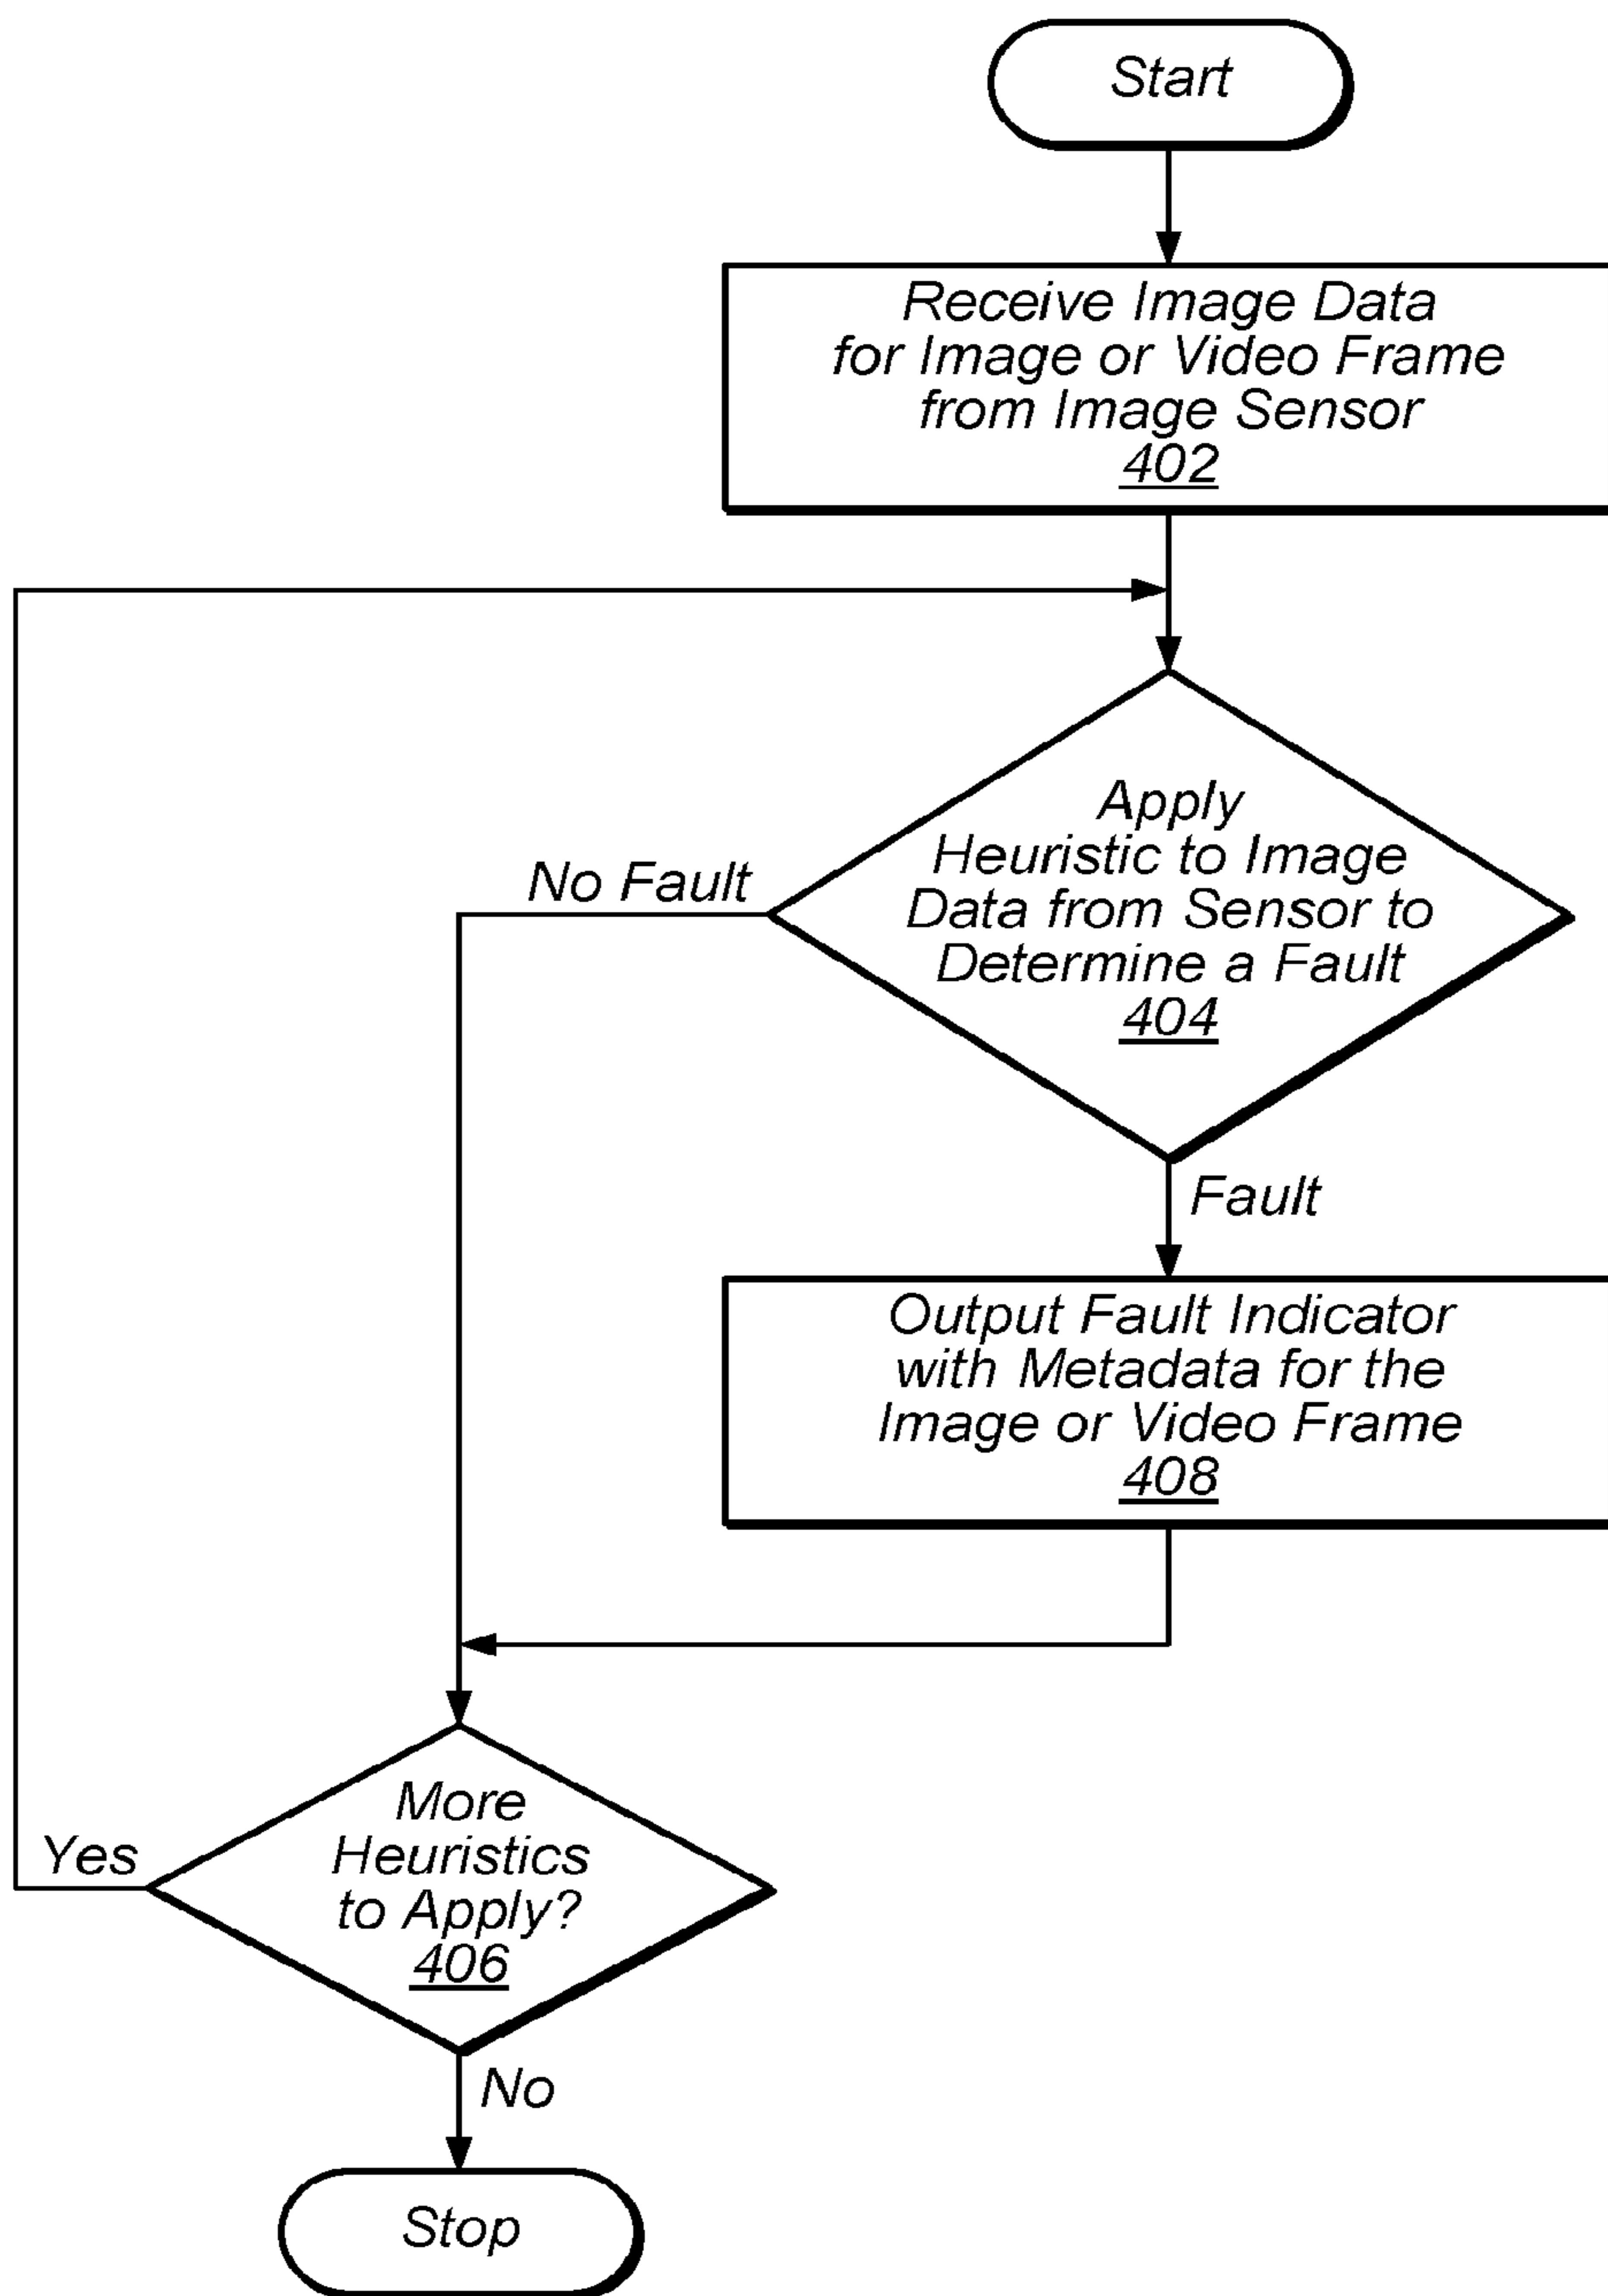 Start
Receive Image Data
for Image or Video Frame
from Image Sensor
402
Apply
Heuristic to Image
Data from Sensor to
Determine a Fault
404
No Fault
Fault
Output Fault Indicator
with Metadata for the
Image or Video Frame
408
More
Heuristics
to Apply?
406
Yes
No
Stop